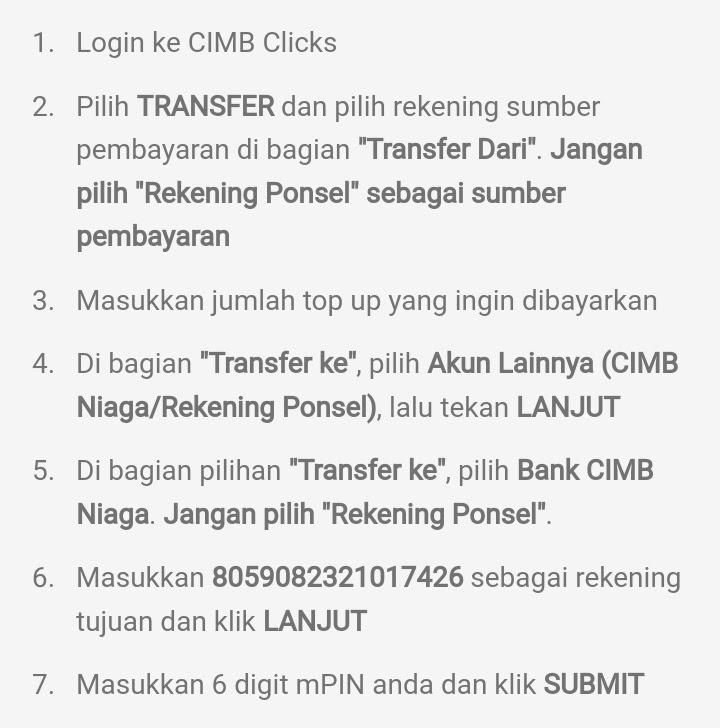 1. Login ke CIMB Clicks
2. Pilih TRANSFER dan pilih rekening sumber
pembayaran di bagian "Transfer Dari". Jangan
pilih "Rekening Ponsel" sebagai sumber
pembayaran
3. Masukkan jumlah top up yang ingin dibayarkan
4. Di bagian "Transfer ke", pilih Akun Lainnya (CIMB
Niaga/Rekening Ponsel), lalu tekan LANJUT
5. Di bagian pilihan "Transfer ke", pilih Bank CIMB
Niaga. Jangan pilih "Rekening Ponsel".
6. Masukkan 8059082321017426 sebagai rekening
tujuan dan klik LANJUT
7. Masukkan 6 digit mPIN anda dan klik SUBMIT